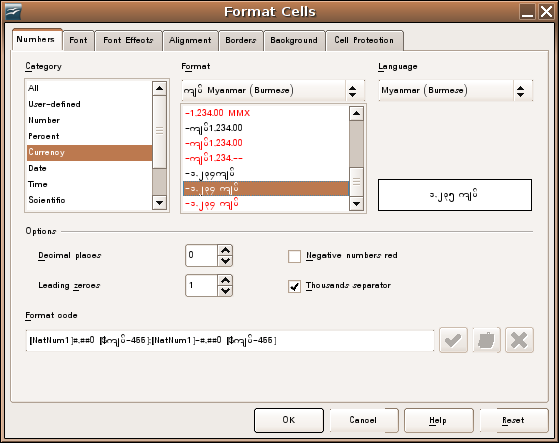 Format Cells
Numbers Font Font Effects Alignment Borders Background Cell Protection
Category
All
User-defined
Number
Percent
Currency
Date
Time
Scientific
Format
ကျပ် Myanmar (Burmese)
-1.234.00 MMX
-ကျပ်1.234.00
-ကျပ်1.234.00
-ကျပ်1.234.--
-၁.၂၃၄ကျပ်
-၁.၂၃၄ ကျပ်
-၁.၂၃၄ ကျပ်
Language
Myanmar (Burmese)
၁.၂၃၅ ကျပ်
Options
Decimal places 0
Negative numbers red
Leading zeroes 1
Thousands separator
Format code
[NatNum1]#.##0 [$ကျပ်-455];[NatNum1]-#.##0 [$ကျပ်-455]
OK Cancel Help Reset